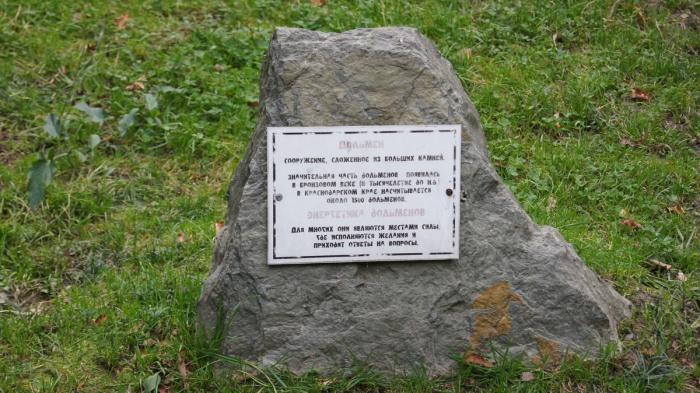 ДОЛЬМЕН
СООРУЖЕНИЕ, СЛОЖЕННОЕ ИЗ БОЛЬШИХ КАМНЕЙ.
ЗНАЧИТЕЛЬНАЯ ЧАСТЬ ДОЛЬМЕНОВ ПОЯВИЛАСЬ
В БРОНЗОВОМ ВЕКЕ (II ТЫСЯЧЕЛЕТИЕ ДО Н.Э.)
В КРАСНОДАРСКОМ КРАЕ НАСЧИТЫВАЕТСЯ
ОКОЛО 1500 ДОЛЬМЕНОВ.
ЭНЕРГЕТИКА ДОЛЬМЕНОВ
ДЛЯ МНОГИХ ОНИ ЯВЛЯЮТСЯ МЕСТАМИ СИЛЫ,
ГДЕ ИСПОЛНЯЮТСЯ ЖЕЛАНИЯ И
ПРИХОДЯТ ОТВЕТЫ НА ВОПРОСЫ.